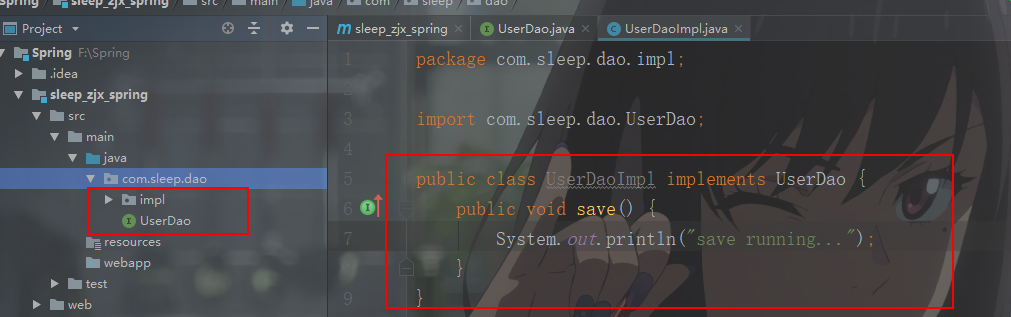 Spring sleep_zjx_spring src main java com sleep dao
Project
sleep_zjx_spring UserDao.java UserDaoImpl.java
Spring F:\Spring
.idea
sleep_zjx_spring
src
main
java
com.sleep.dao
impl
UserDao
resources
webapp
test
web
1 package com.sleep.dao.impl;
3 import com.sleep.dao.UserDao;
4
5 public class UserDaoImpl implements UserDao {
6 public void save() {
7 System.out.println("save running...");
}
9 }